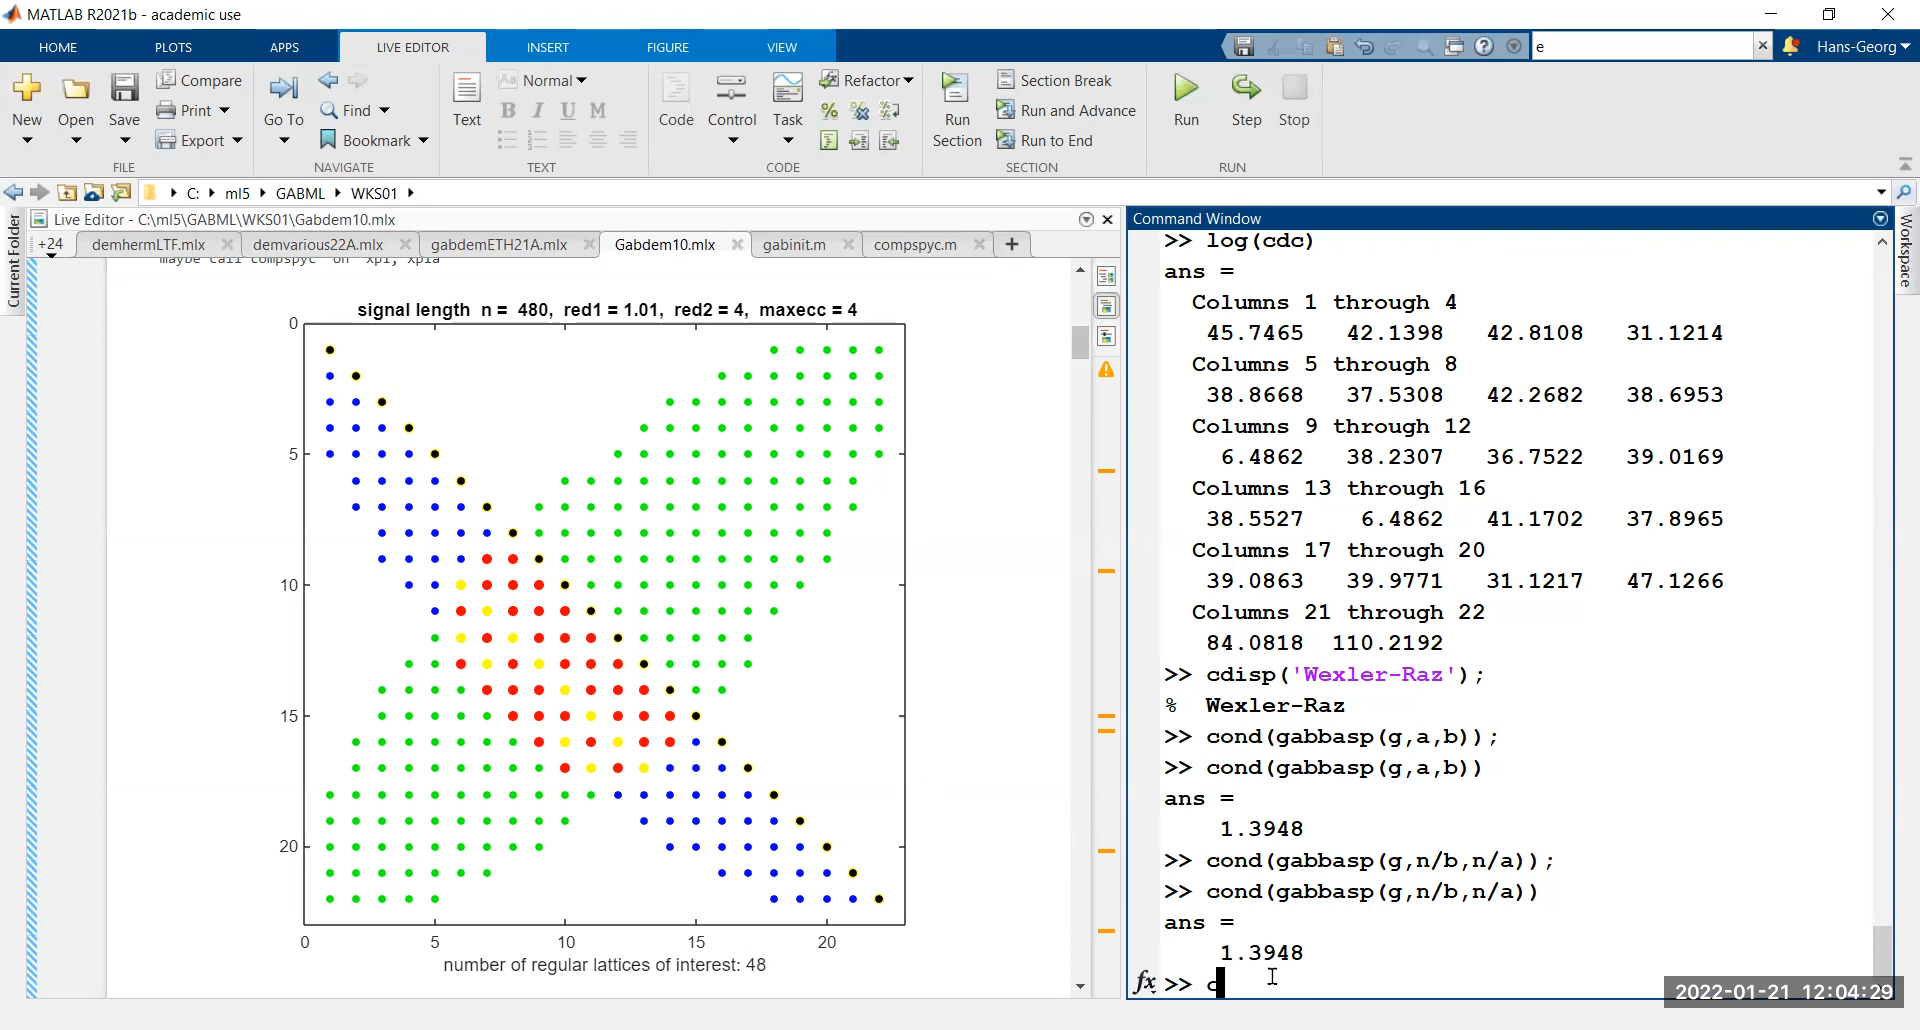 MATLAB R2021b - academic use
HOME PLOTS APPS LIVE EDITOR INSERT FIGURE VIEW e Hans-Georg
New Open Save Compare Print Export
FILE
Go To Find Bookmark
NAVIGATE
Text Normal B I U M
TEXT
Code Control Task Refactor
CODE
Run Section Section Break Run and Advance Run to End
SECTION
Run Step Stop
RUN
C: ml5 GABML WKS01
Current Folder
Live Editor - C:\ml5\GABML\WKS01\Gabdem10.mlx
+24 demhermLTF.mlx demvarious22A.mlx gabdemETH21A.mlx Gabdem10.mlx gabinit.m compspyc.m +
maybe call compspyc on xpl, xpla
signal length n = 480, red1 = 1.01, red2 = 4, maxecc = 4
0
5
10
15
20
0 5 10 15 20
number of regular lattices of interest: 48
Command Window
Workspace
>> log(cdc)
ans =
Columns 1 through 4
45.7465 42.1398 42.8108 31.1214
Columns 5 through 8
38.8668 37.5308 42.2682 38.6953
Columns 9 through 12
6.4862 38.2307 36.7522 39.0169
Columns 13 through 16
38.5527 6.4862 41.1702 37.8965
Columns 17 through 20
39.0863 39.9771 31.1217 47.1266
Columns 21 through 22
84.0818 110.2192
>> cdisp('Wexler-Raz');
% Wexler-Raz
>> cond(gabbasp(g,a,b));
>> cond(gabbasp(g,a,b))
ans =
1.3948
>> cond(gabbasp(g,n/b,n/a));
>> cond(gabbasp(g,n/b,n/a))
ans =
1.3948
fx >> c
2022-01-21 12:04:29